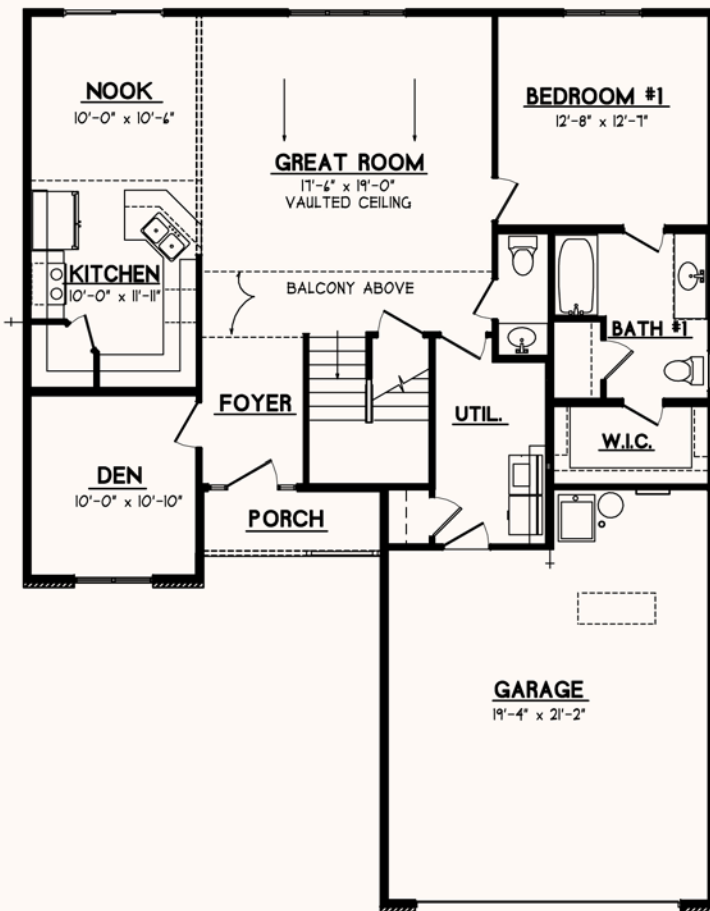 NOOK
10'-0" x 10'-6"
BEDROOM #1
12'-8" x 12'-7"
GREAT ROOM
17'-6" x 19'-0"
VAULTED CEILING
KITCHEN
10'-0" x 11'-11"
BALCONY ABOVE
BATH #1
FOYER
UTIL.
W.I.C.
DEN
10'-0" x 10'-10"
PORCH
GARAGE
19'-4" x 21'-2"